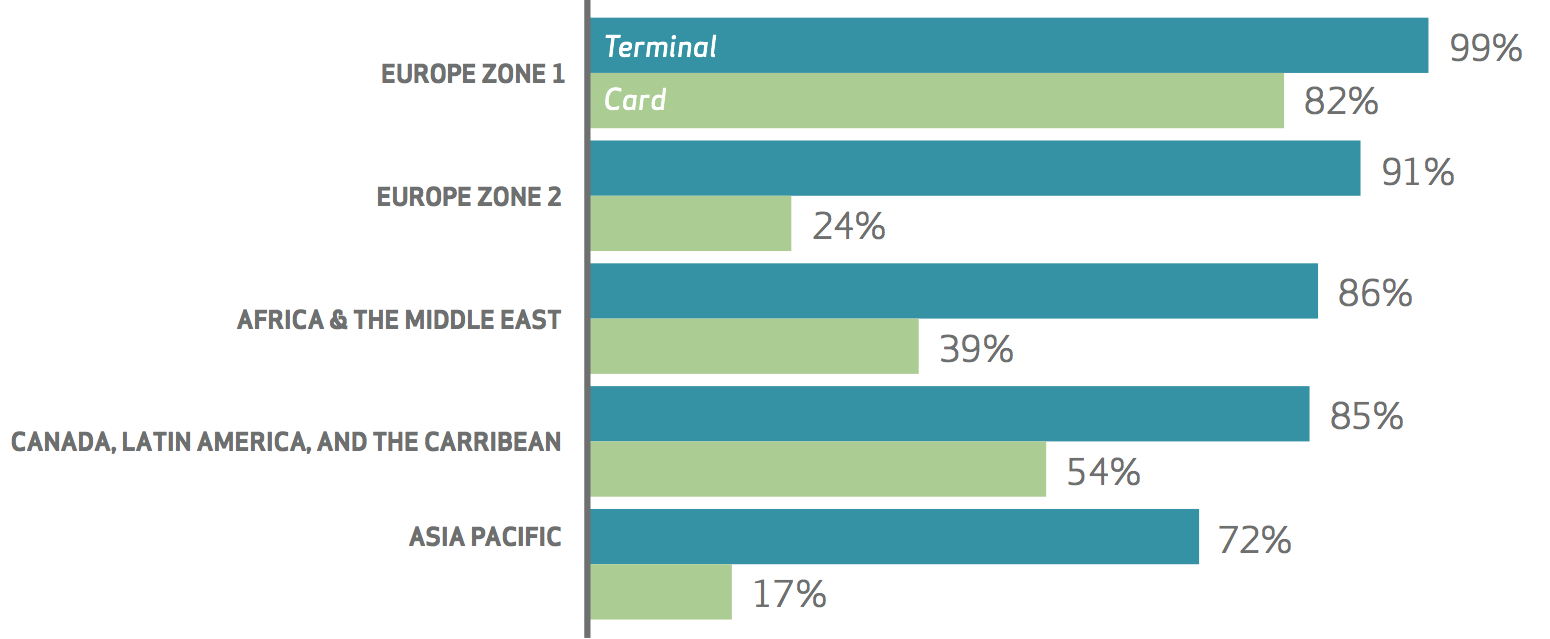 Terminal
99%
EUROPE ZONE 1
Card
82%
91%
EUROPE ZONE 2
24%
86%
AFRICA & THE MIDDLE EAST
39%
85%
CANADA, LATIN AMERICA, AND THE CARRIBEAN
54%
ASIA PACIFIC
72%
17%